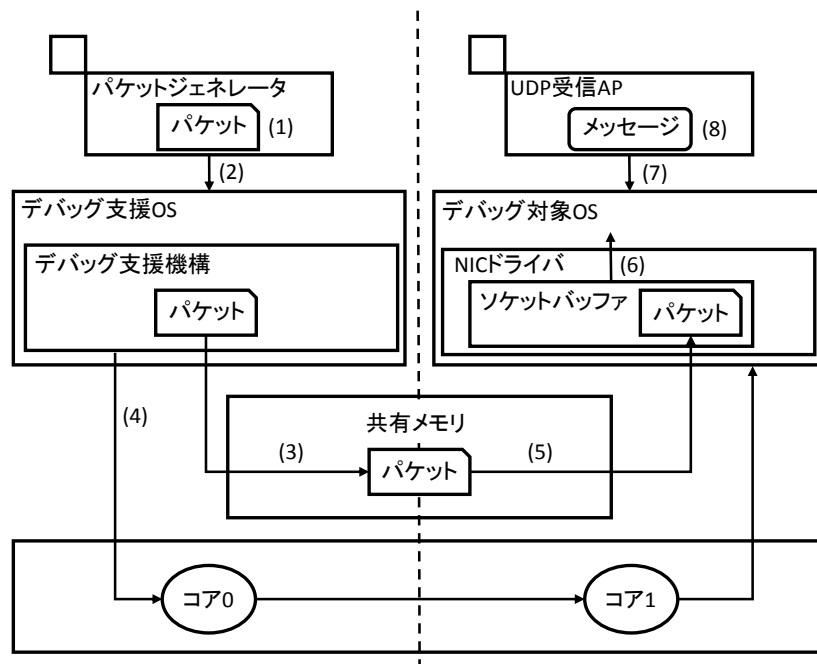 パケットジェネレータ
パケット
(1)
(2)
デバッグ支援OS
デバッグ支援機構
パケット
(4)
(3)
共有メモリ
パケット
(5)
UDP受信AP
メッセージ
(8)
(7)
デバッグ対象OS
NICドライバ
(6)
ソケットバッファ
パケット
コア0
コア1